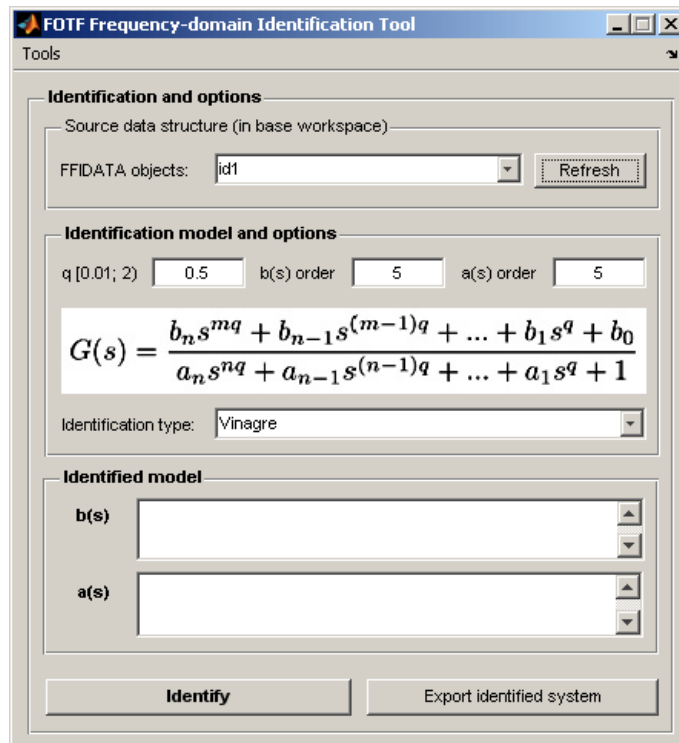 FOTF Frequency-domain Identification Tool
Tools
Identification and options
Source data structure (in base workspace)
FFIDATA objects: id1 Refresh
Identification model and options
q [0.01; 2) 0.5 b(s) order 5 a(s) order 5
G(s) = \frac{b_n s^{mq} + b_{n-1} s^{(m-1)q} + ... + b_1 s^q + b_0}{a_n s^{nq} + a_{n-1} s^{(n-1)q} + ... + a_1 s^q + 1}
Identification type: Vinagre
Identified model
b(s)
a(s)
Identify Export identified system